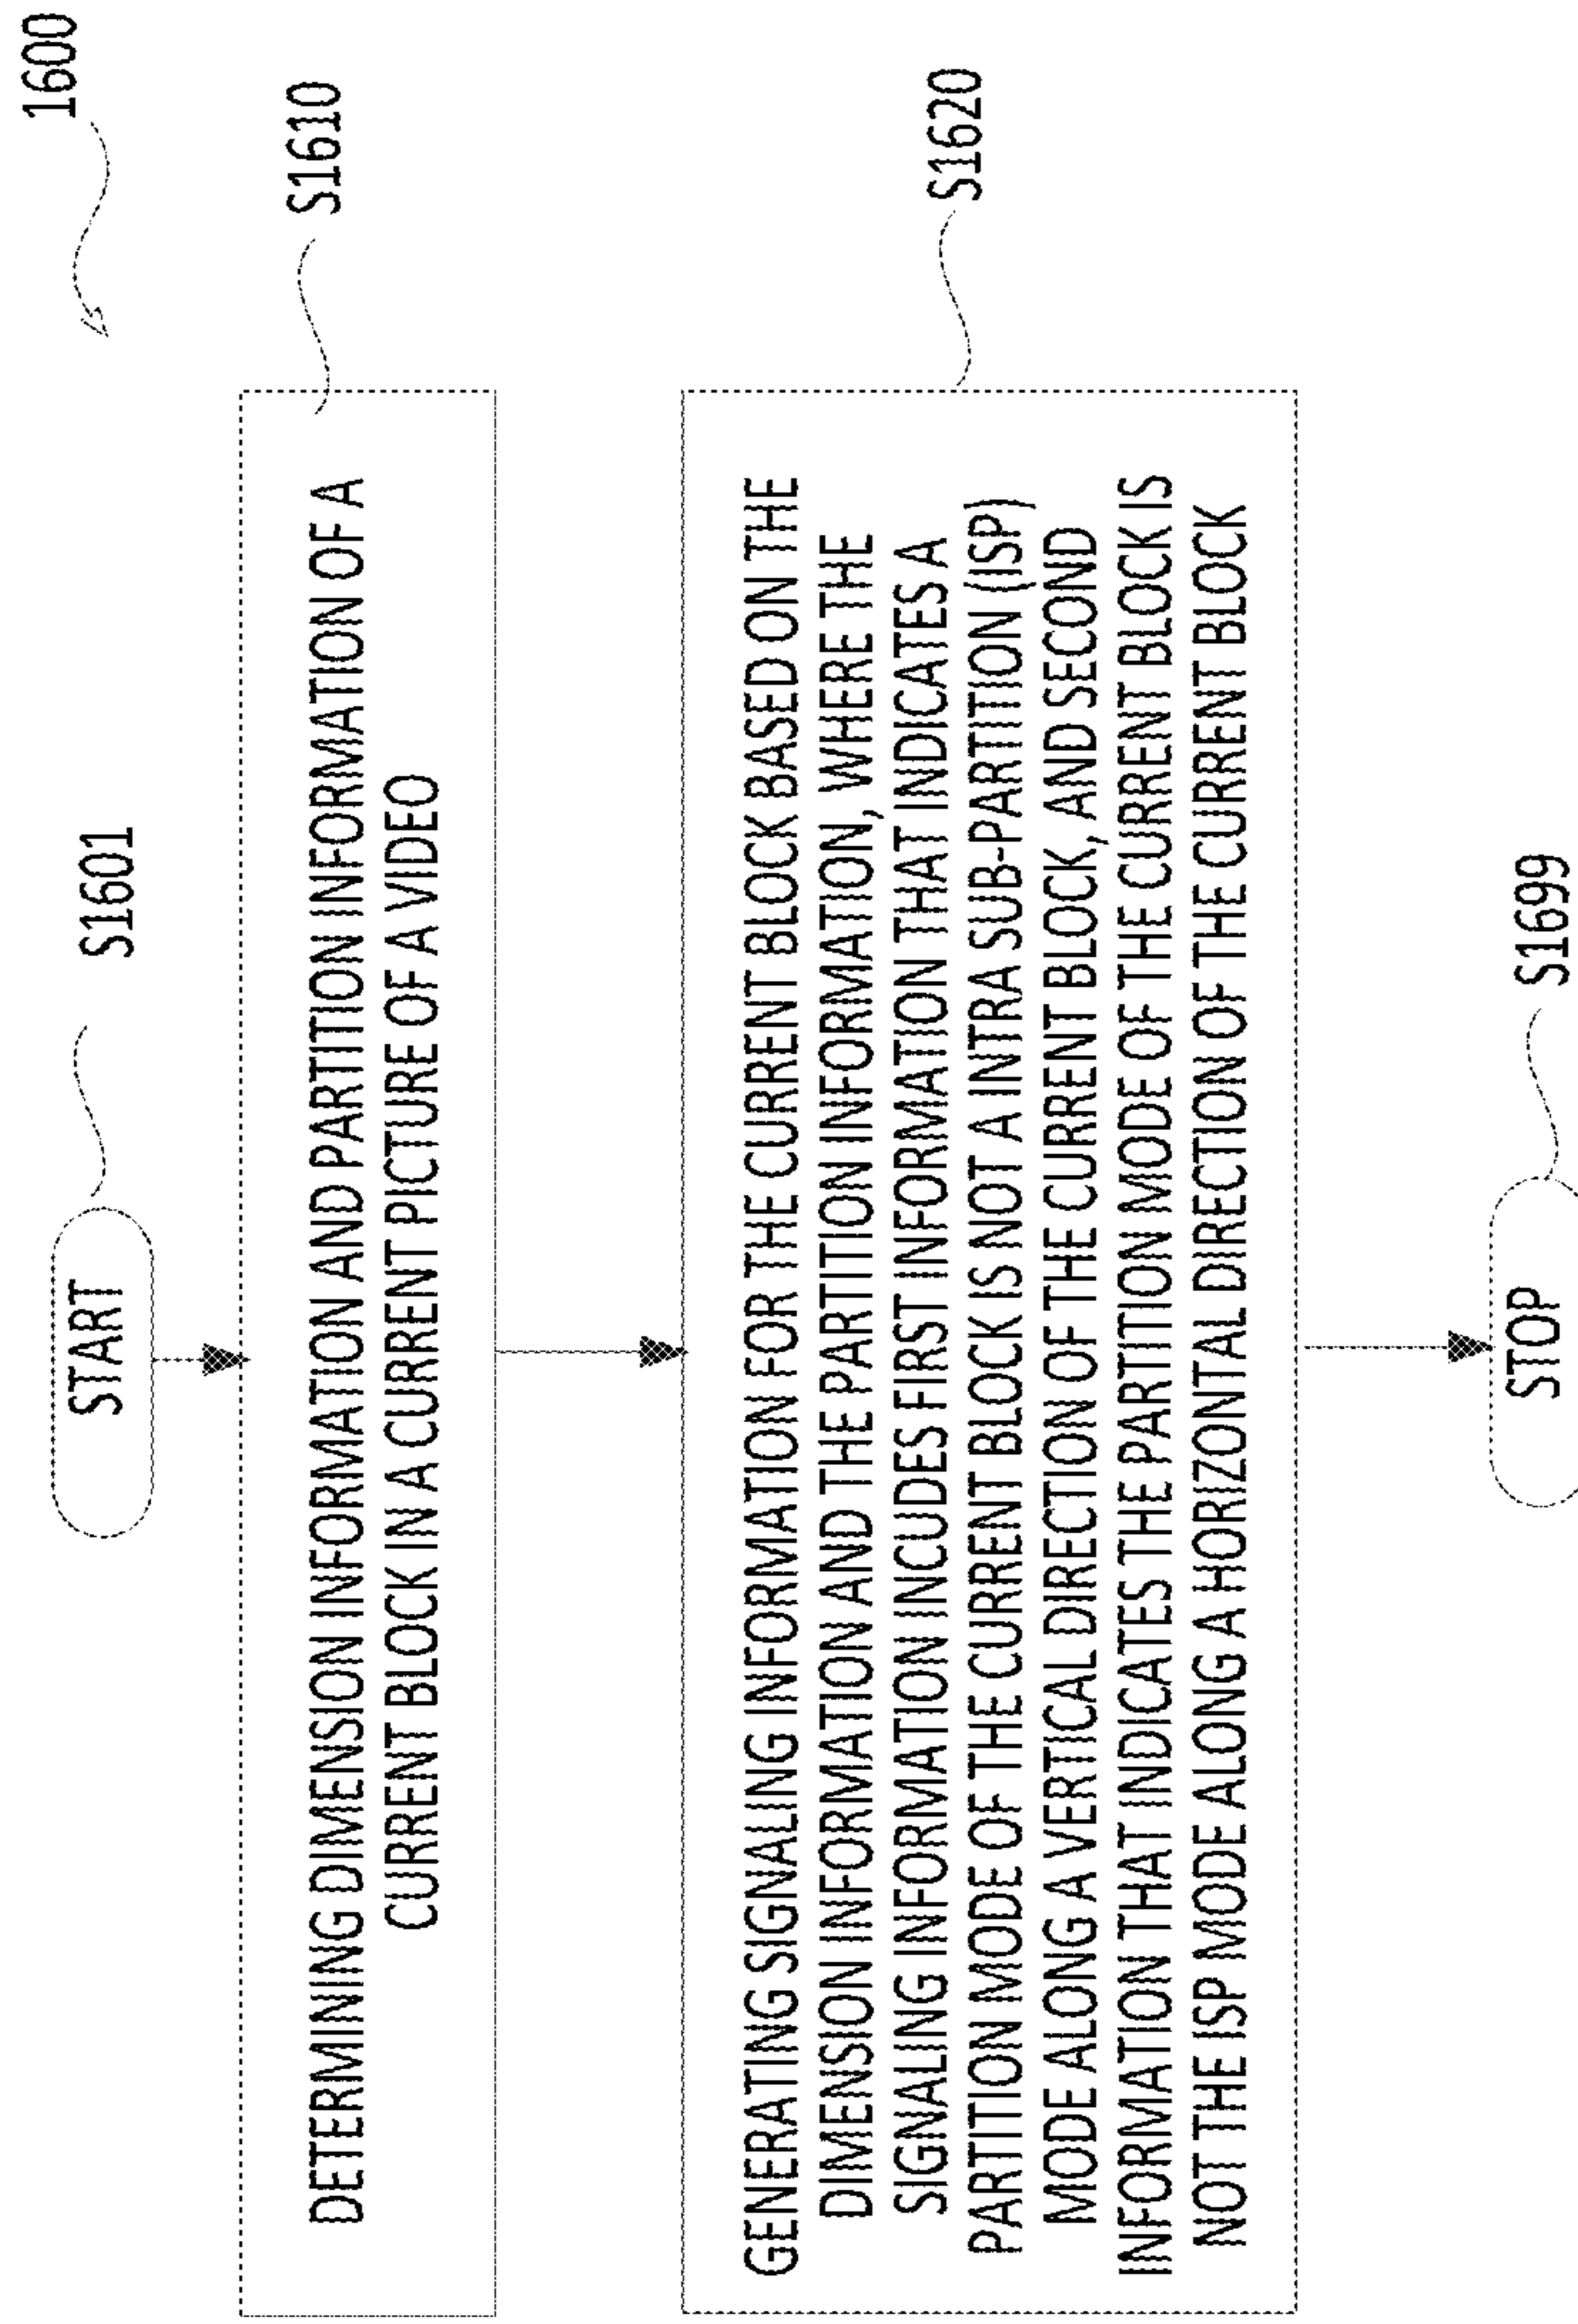 1600
START
S1601
DETERMINING DIMENSION INFORMATION AND PARTITION INFORMATION OF A
CURRENT BLOCK IN A CURRENT PICTURE OF A VIDEO
S1610
GENERATING SIGNALING INFORMATION FOR THE CURRENT BLOCK BASED ON THE
DIMENSION INFORMATION AND THE PARTITION INFORMATION, WHERE THE
SIGNALING INFORMATION INCUDES FIRST INFORMATION THAT INDICATES A
PARTITION MODE OF THE CURRENT BLOCK IS NOT A INTRA SUB-PARTITION (ISP)
MODE ALONG A VERTICAL DIRECTION OF THE CURRENT BLOCK, AND SECOND
INFORMATION THAT INDICATES THE PARTITION MODE OF THE CURRENT BLOCK IS
NOT THE ISP MODE ALONG A HORIZONTAL DIRECTION OF THE CURRENT BLOCK
S1620
STOP
S1699